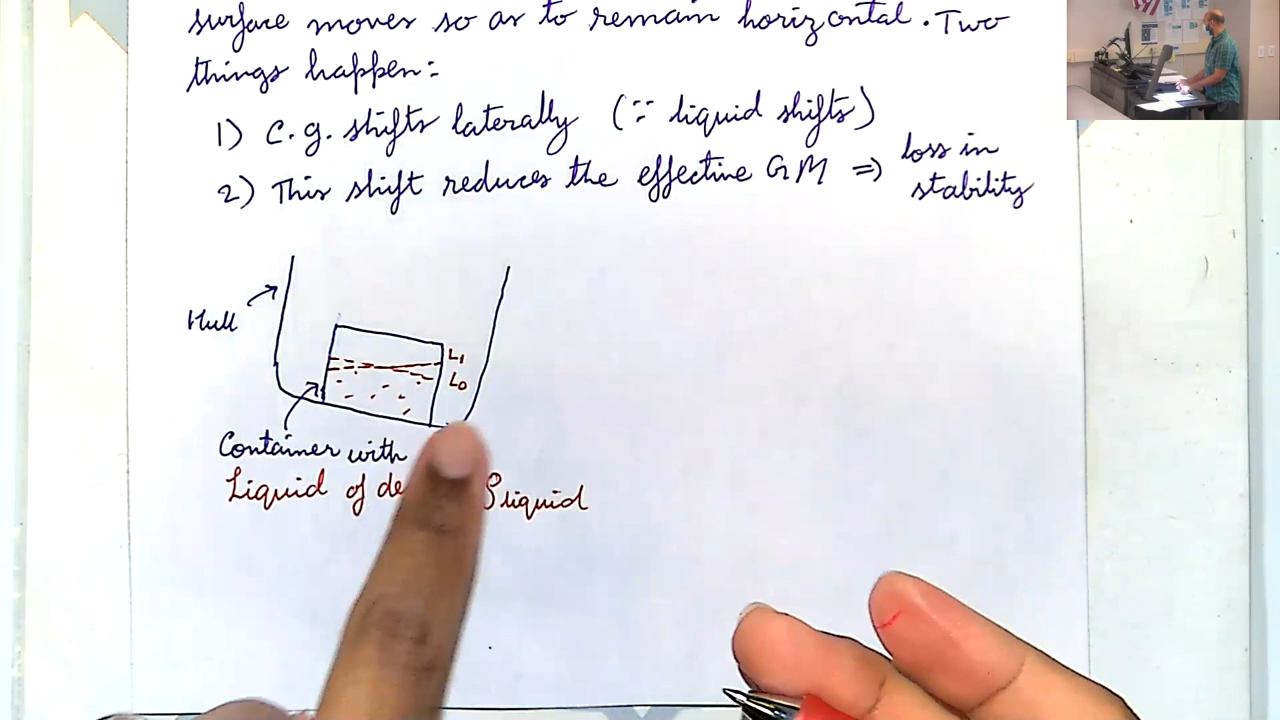 surface moves so as to remain horizontal. Two
things happen:
1) C.g. shifts laterally (∵ liquid shifts)
2) This shift reduces the effective GM ⇒ loss in
stability
Hull
L₁
L₀
Container with
Liquid of ρliquid